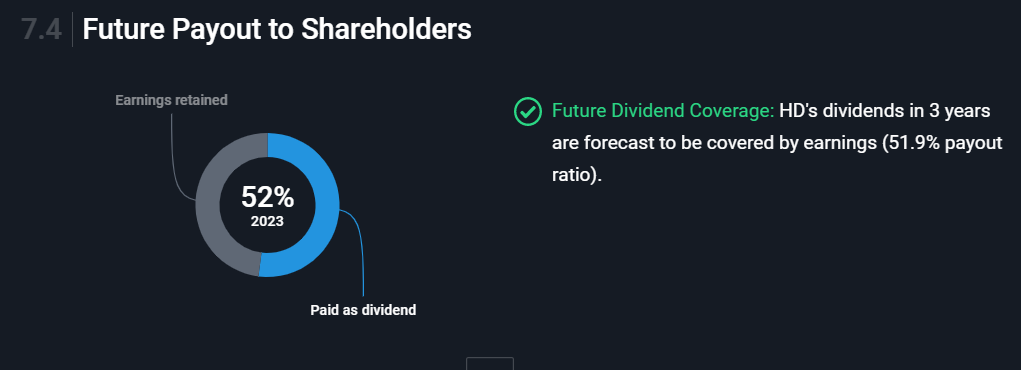 7.4 Future Payout to Shareholders
Earnings retained
52%
2023
Paid as dividend
Future Dividend Coverage: HD's dividends in 3 years
are forecast to be covered by earnings (51.9% payout
ratio).